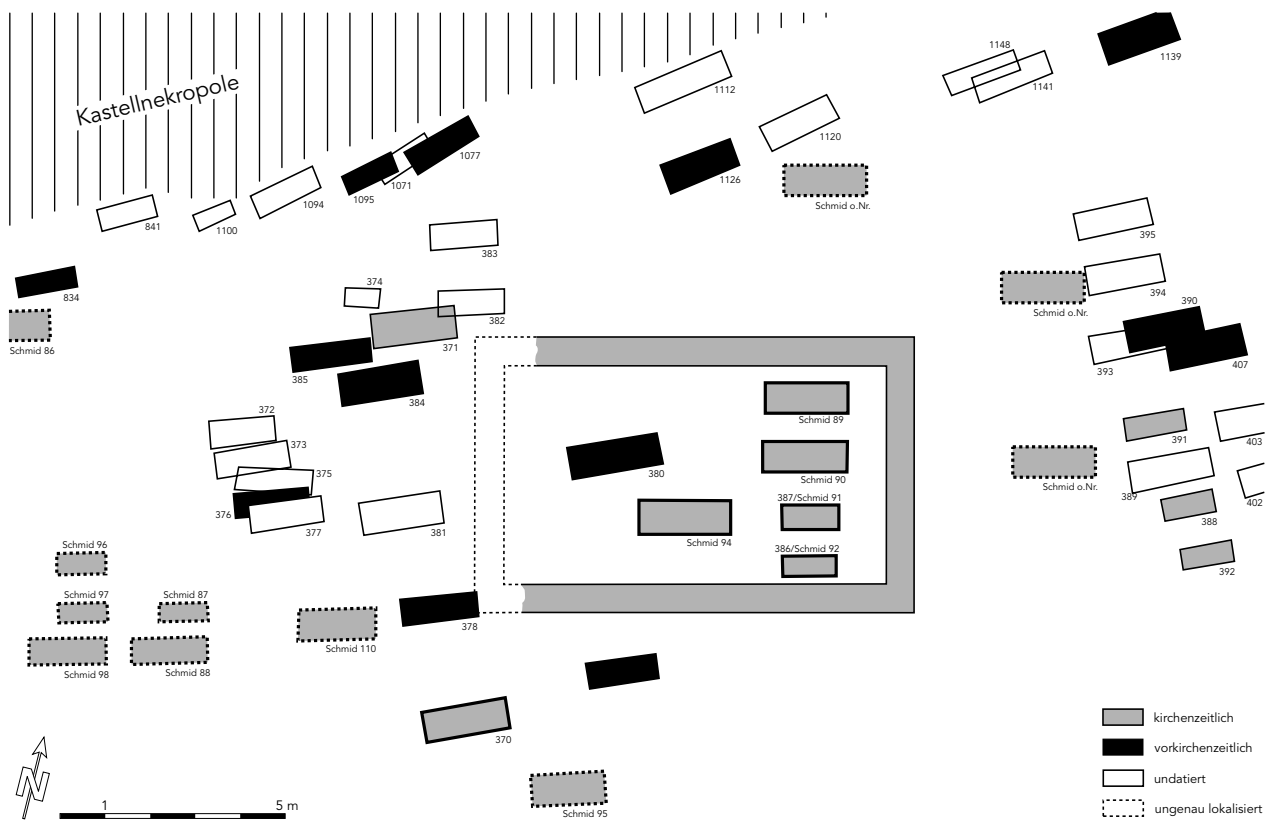 Kastellnekropole
1148
1139
1112
1141
1120
1077
1071
1126
1095
1094
Schmid o.Nr.
841
1100
395
383
374
394
834
390
382
Schmid o.Nr.
371
Schmid 86
385
393
407
384
372
Schmid 89
391
403
373
380
375
Schmid 90
Schmid o.Nr.
389
387/Schmid 91
402
376
388
377
381
Schmid 94
Schmid 96
386/Schmid 92
392
Schmid 97
Schmid 87
378
Schmid 110
Schmid 98
Schmid 88
370
Schmid 95
kirchenzeitlich
vorkirchenzeitlich
undatiert
ungenau lokalisiert
N
1
5 m